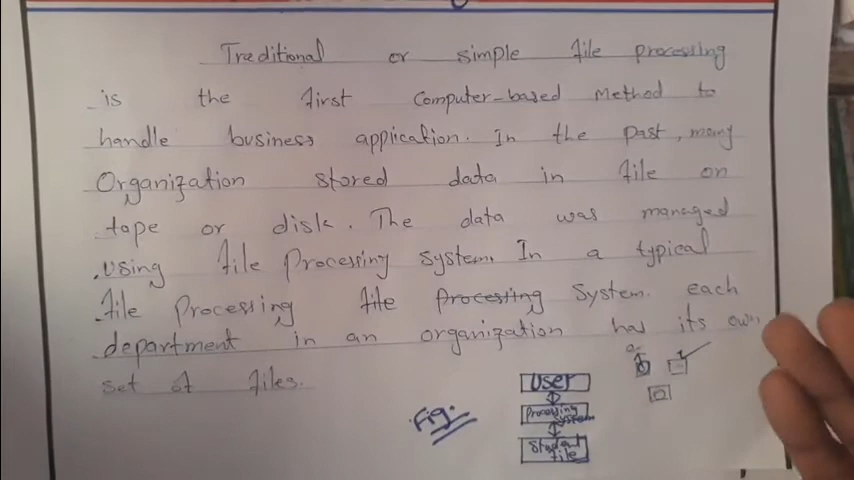 Traditional or simple file processing
is the first Computer-based Method to
handle business application. In the past, many
Organization stored data in file on
tape or disk. The data was managed
using file Processing system. In a typical
file Processing file Processing System. each
department in an organization has its own
set of files.
Fig.
User
Processing
System
Student
file